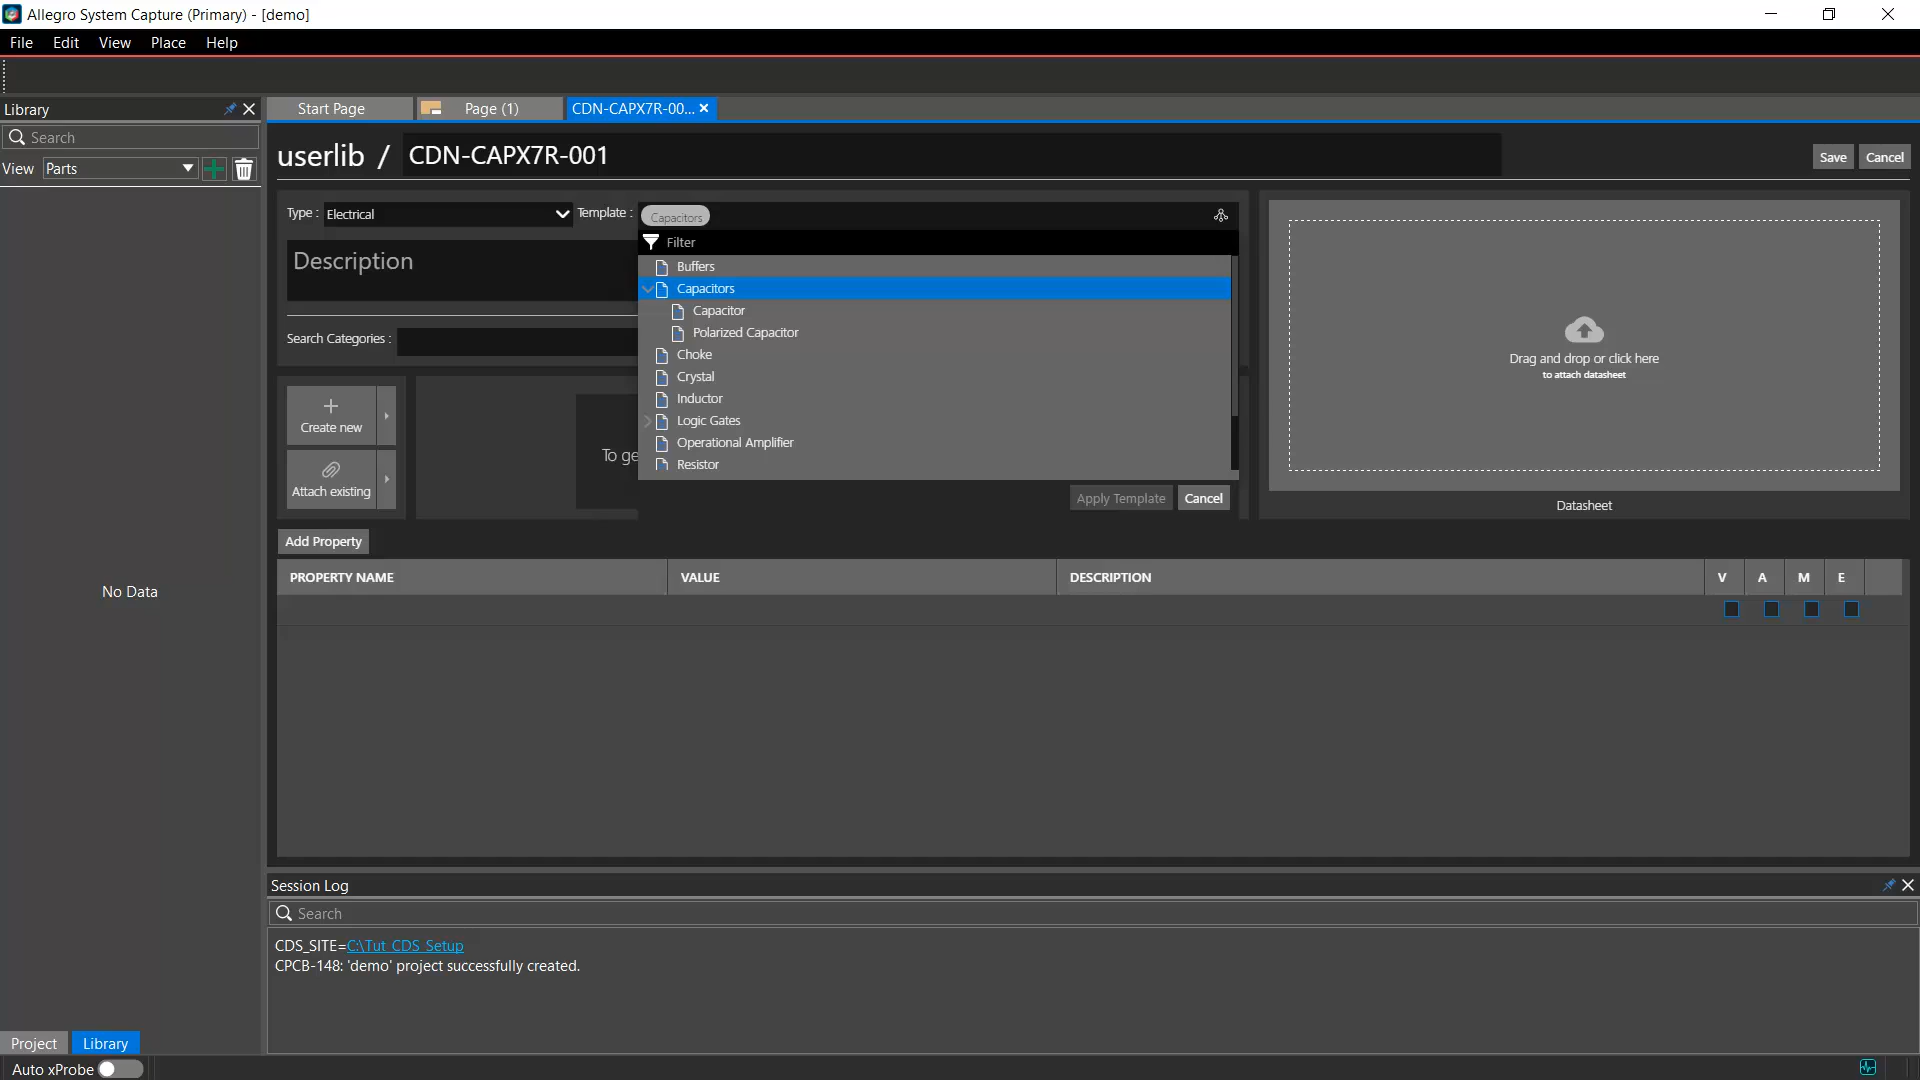 Allegro System Capture (Primary) - [demo]
File Edit View Place Help
Library
Search
View Parts
Start Page
Page (1)
CDN-CAPX7R-00...
userlib / CDN-CAPX7R-001
Save
Cancel
Type : Electrical
Template : Capacitors
Filter
Description
Buffers
Capacitors
Capacitor
Polarized Capacitor
Choke
Crystal
Inductor
Logic Gates
Operational Amplifier
Resistor
Search Categories :
Create new
Attach existing
To ge
Apply Template
Cancel
Drag and drop or click here
to attach datasheet
Datasheet
Add Property
PROPERTY NAME VALUE DESCRIPTION V A M E
No Data
Session Log
Search
CDS_SITE=C:\Tut_CDS_Setup
CPCB-148: 'demo' project successfully created.
Project
Library
Auto xProbe